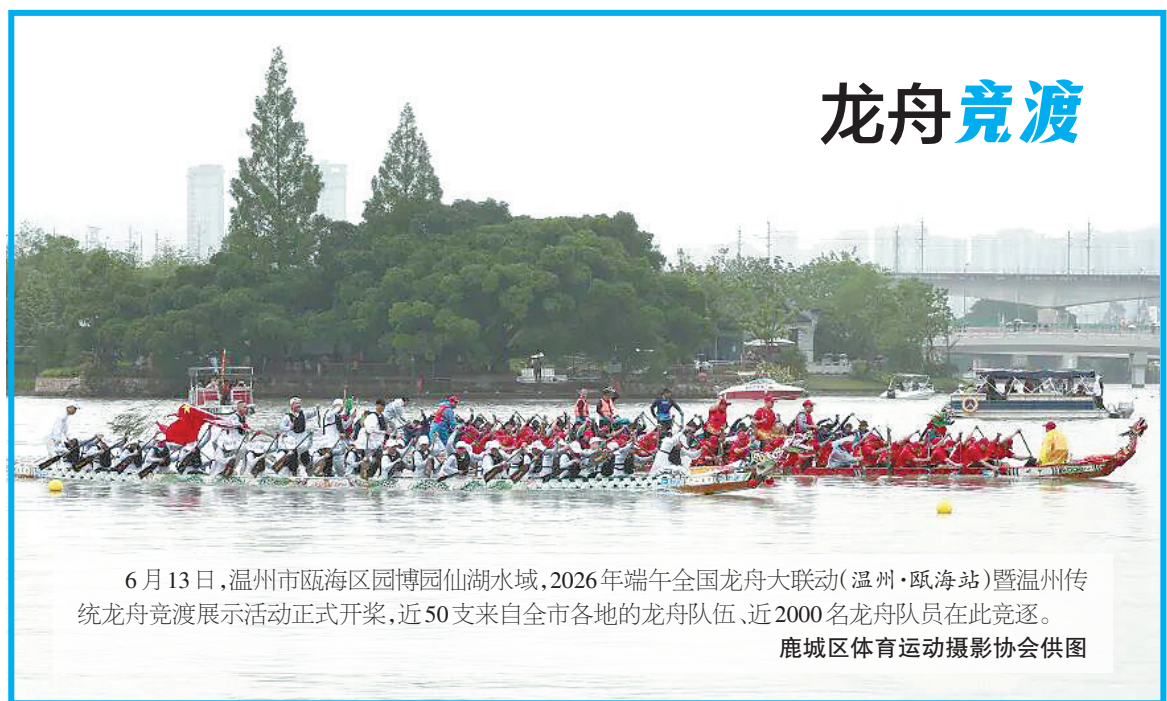 龙舟竞渡
6月13日,温州市瓯海区园博园仙湖水域,2026年端午全国龙舟大联动(温州·瓯海站)暨温州传
统龙舟竞渡展示活动正式开桨,近50支来自全市各地的龙舟队伍、近2000名龙舟队员在此竞逐。
鹿城区体育运动摄影协会供图